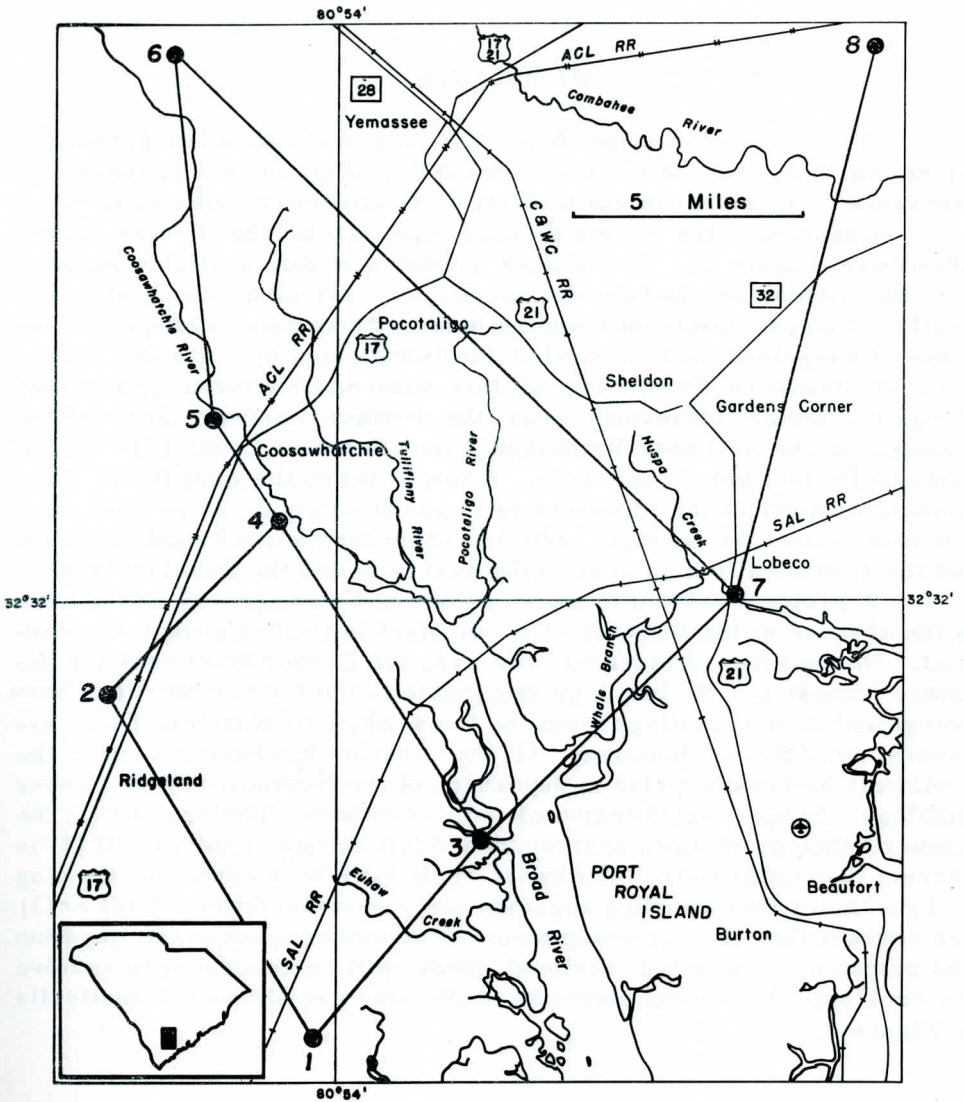 80°54'
6
17
21
ACL RR
8
28
Combahee
River
Yemassee
5 Miles
C & WG RR
Coosawhatchie River
ACL RR
32
21
Pocotaligo
17
Sheldon
Gardens Corner
5
Coosawhatchie
Tullifinny River
Pocotaligo River
Huspa Creek
SAL RR
4
Lobeco
7
32°32'
32°32'
Whale Branch
21
2
Ridgeland
3
Broad River
PORT
ROYAL
ISLAND
Beaufort
17
SAL RR
Euhaw
Creek
Burton
1
80°54'